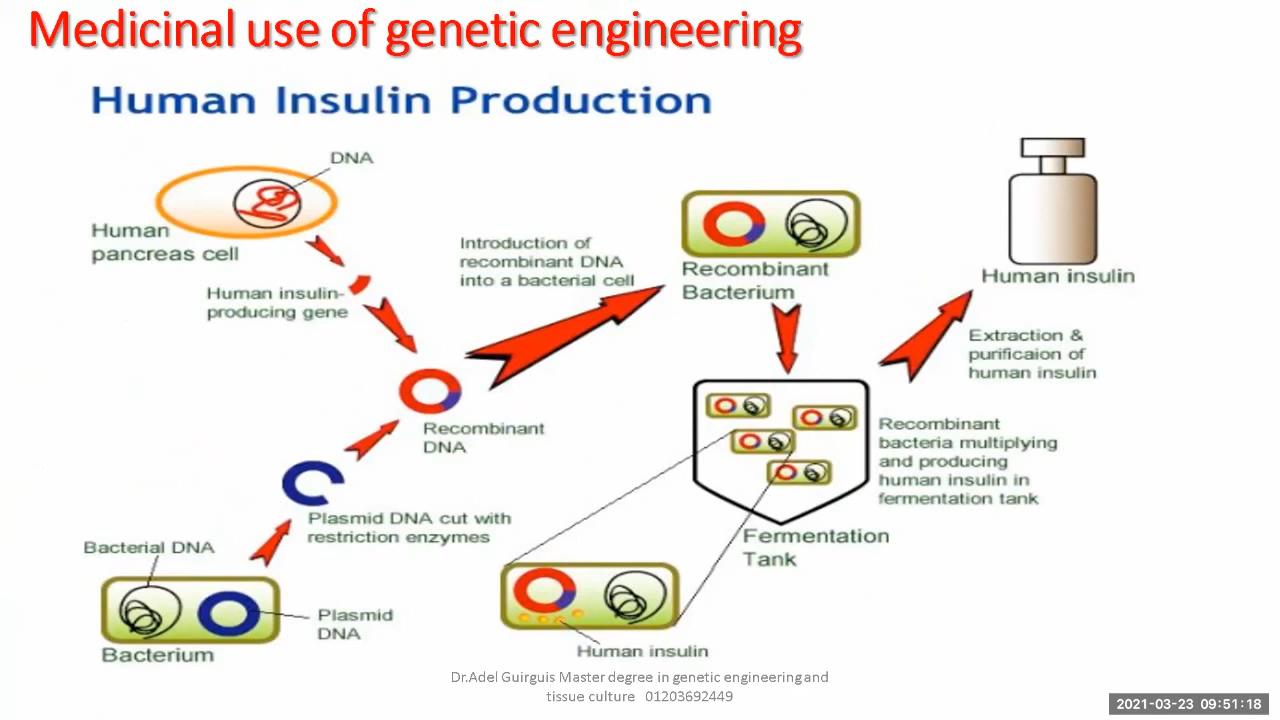 Medicinal use of genetic engineering
Human Insulin Production
DNA
Human
pancreas cell
Human insulin-
producing gene
Introduction of
recombinant DNA
into a bacterial cell
Recombinant
Bacterium
Human insulin
Extraction &
purificaion of
human insulin
Recombinant
DNA
Recombinant
bacteria multiplying
and producing
human insulin in
fermentation tank
Plasmid DNA cut with
restriction enzymes
Fermentation
Tank
Bacterial DNA
Plasmid
DNA
Bacterium
Human insulin
Dr.Adel Guirguis Master degree in genetic engineering and
tissue culture 01203692449
2021-03-23 09:51:18